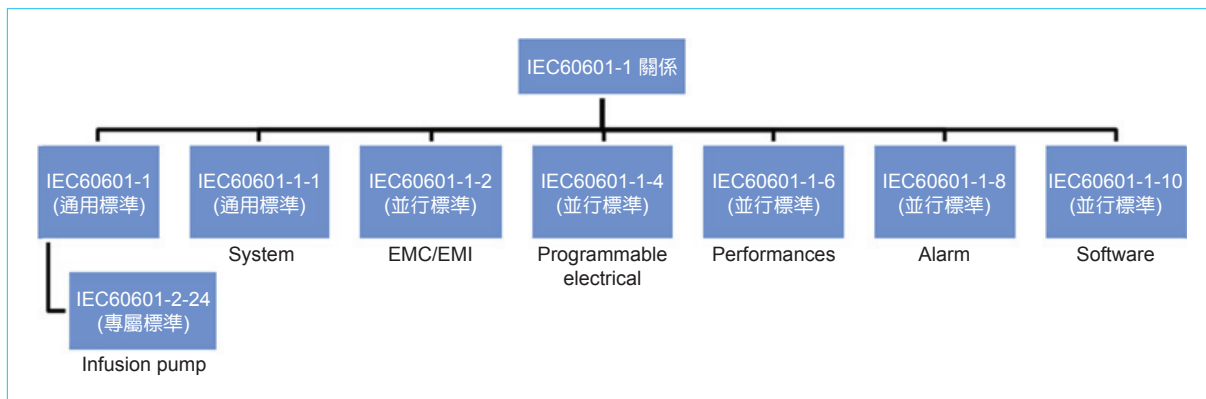 IEC60601-1 關係
IEC60601-1
(通用標準)
IEC60601-1-1
(通用標準)
System
IEC60601-1-2
(並行標準)
EMC/EMI
IEC60601-1-4
(並行標準)
Programmable
electrical
IEC60601-1-6
(並行標準)
Performances
IEC60601-1-8
(並行標準)
Alarm
IEC60601-1-10
(並行標準)
Software
IEC60601-2-24
(專屬標準)
Infusion pump